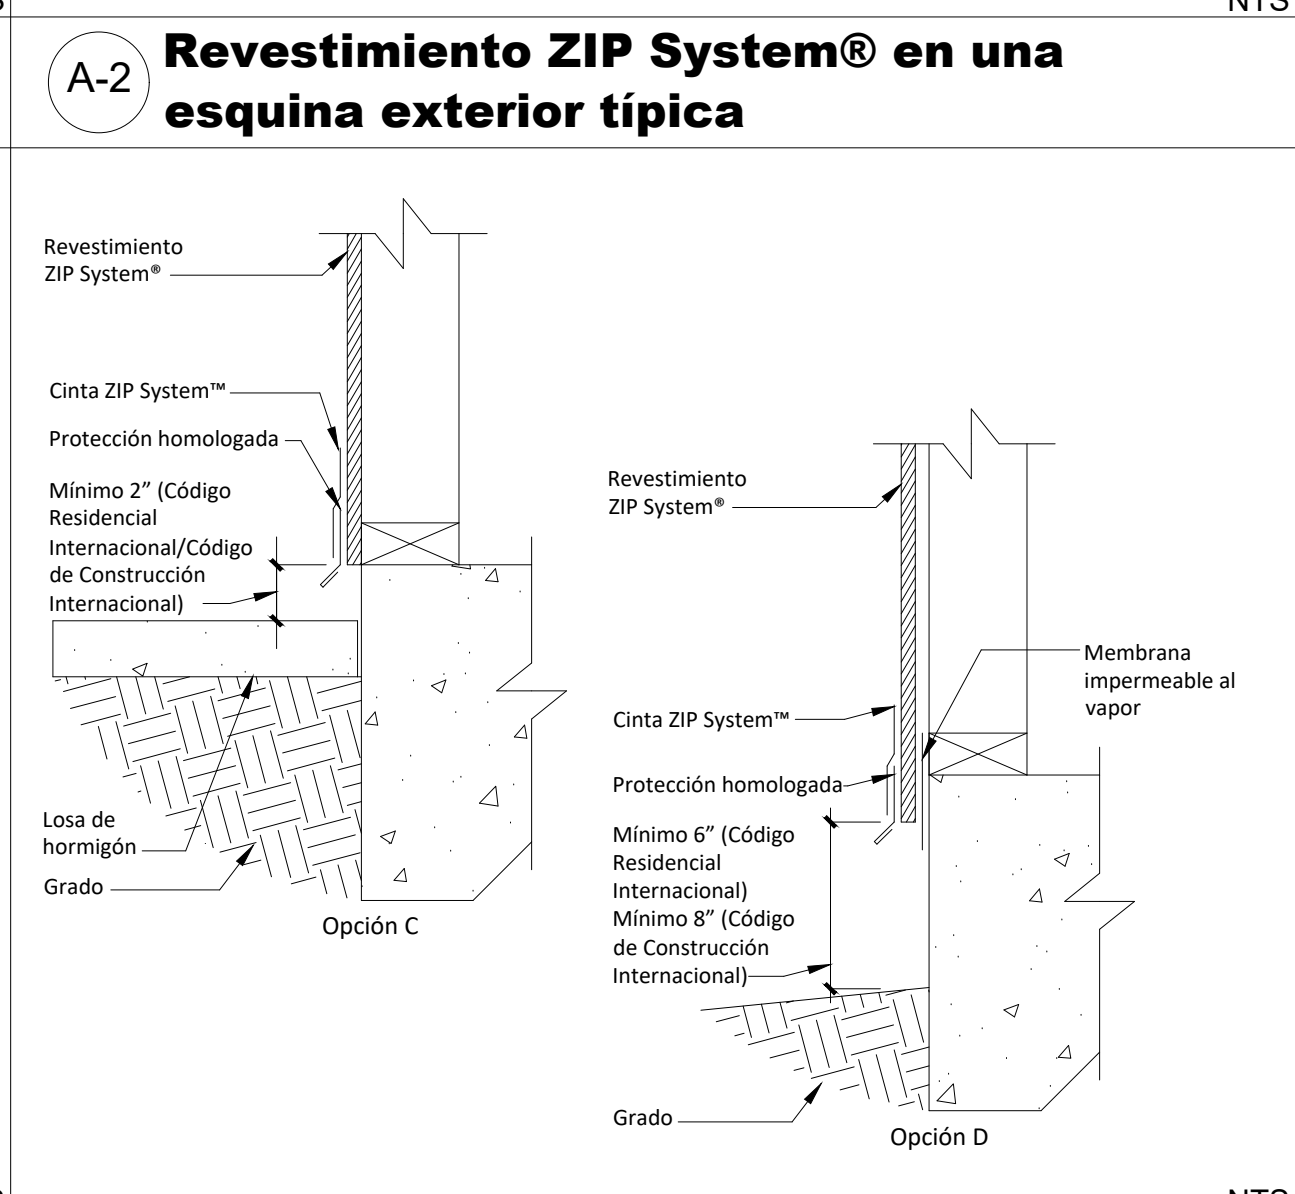 NTS
A-2
Revestimiento ZIP System® en una
esquina exterior típica
Revestimiento
ZIP System®
Cinta ZIP System™
Protección homologada
Mínimo 2” (Código
Residencial
Internacional/Código
de Construcción
Internacional)
Losa de
hormigón
Grado
Opción C
Revestimiento
ZIP System®
Membrana
impermeable al
vapor
Cinta ZIP System™
Protección homologada
Mínimo 6” (Código
Residencial
Internacional)
Mínimo 8” (Código
de Construcción
Internacional)
Grado
Opción D
NTS